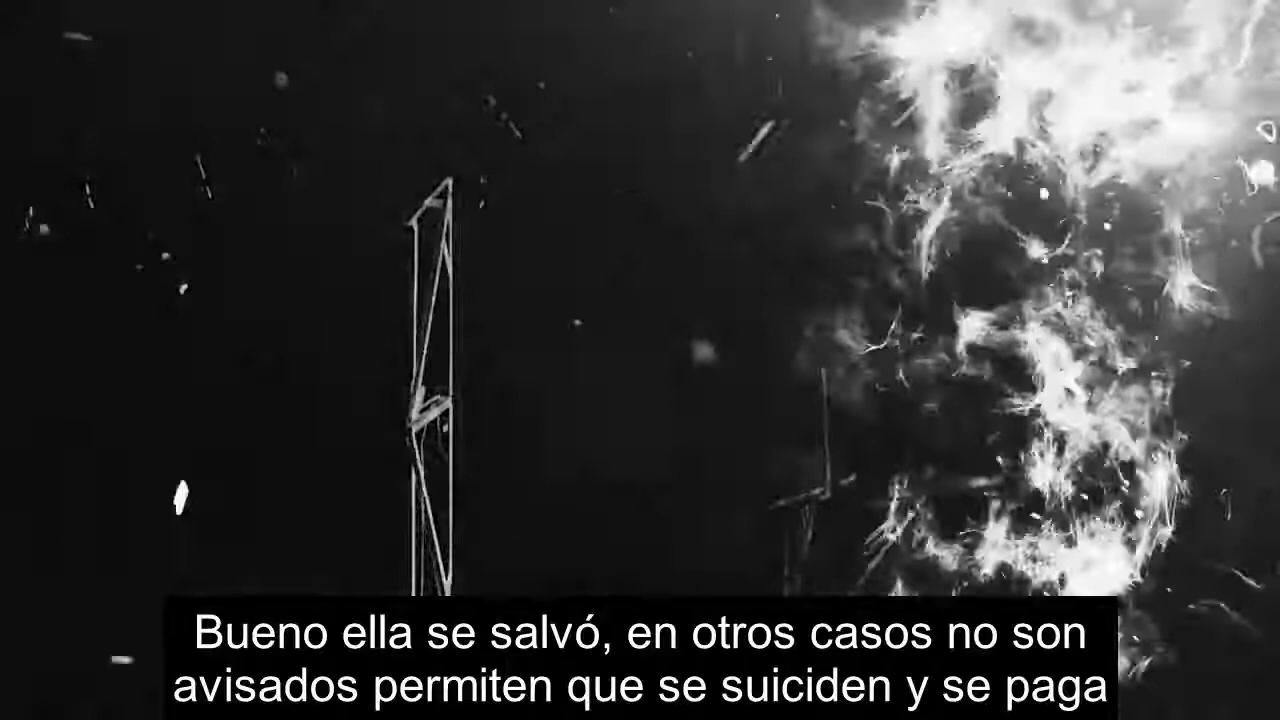 Bueno ella se salvó, en otros casos no son
avisados permiten que se suiciden y se paga